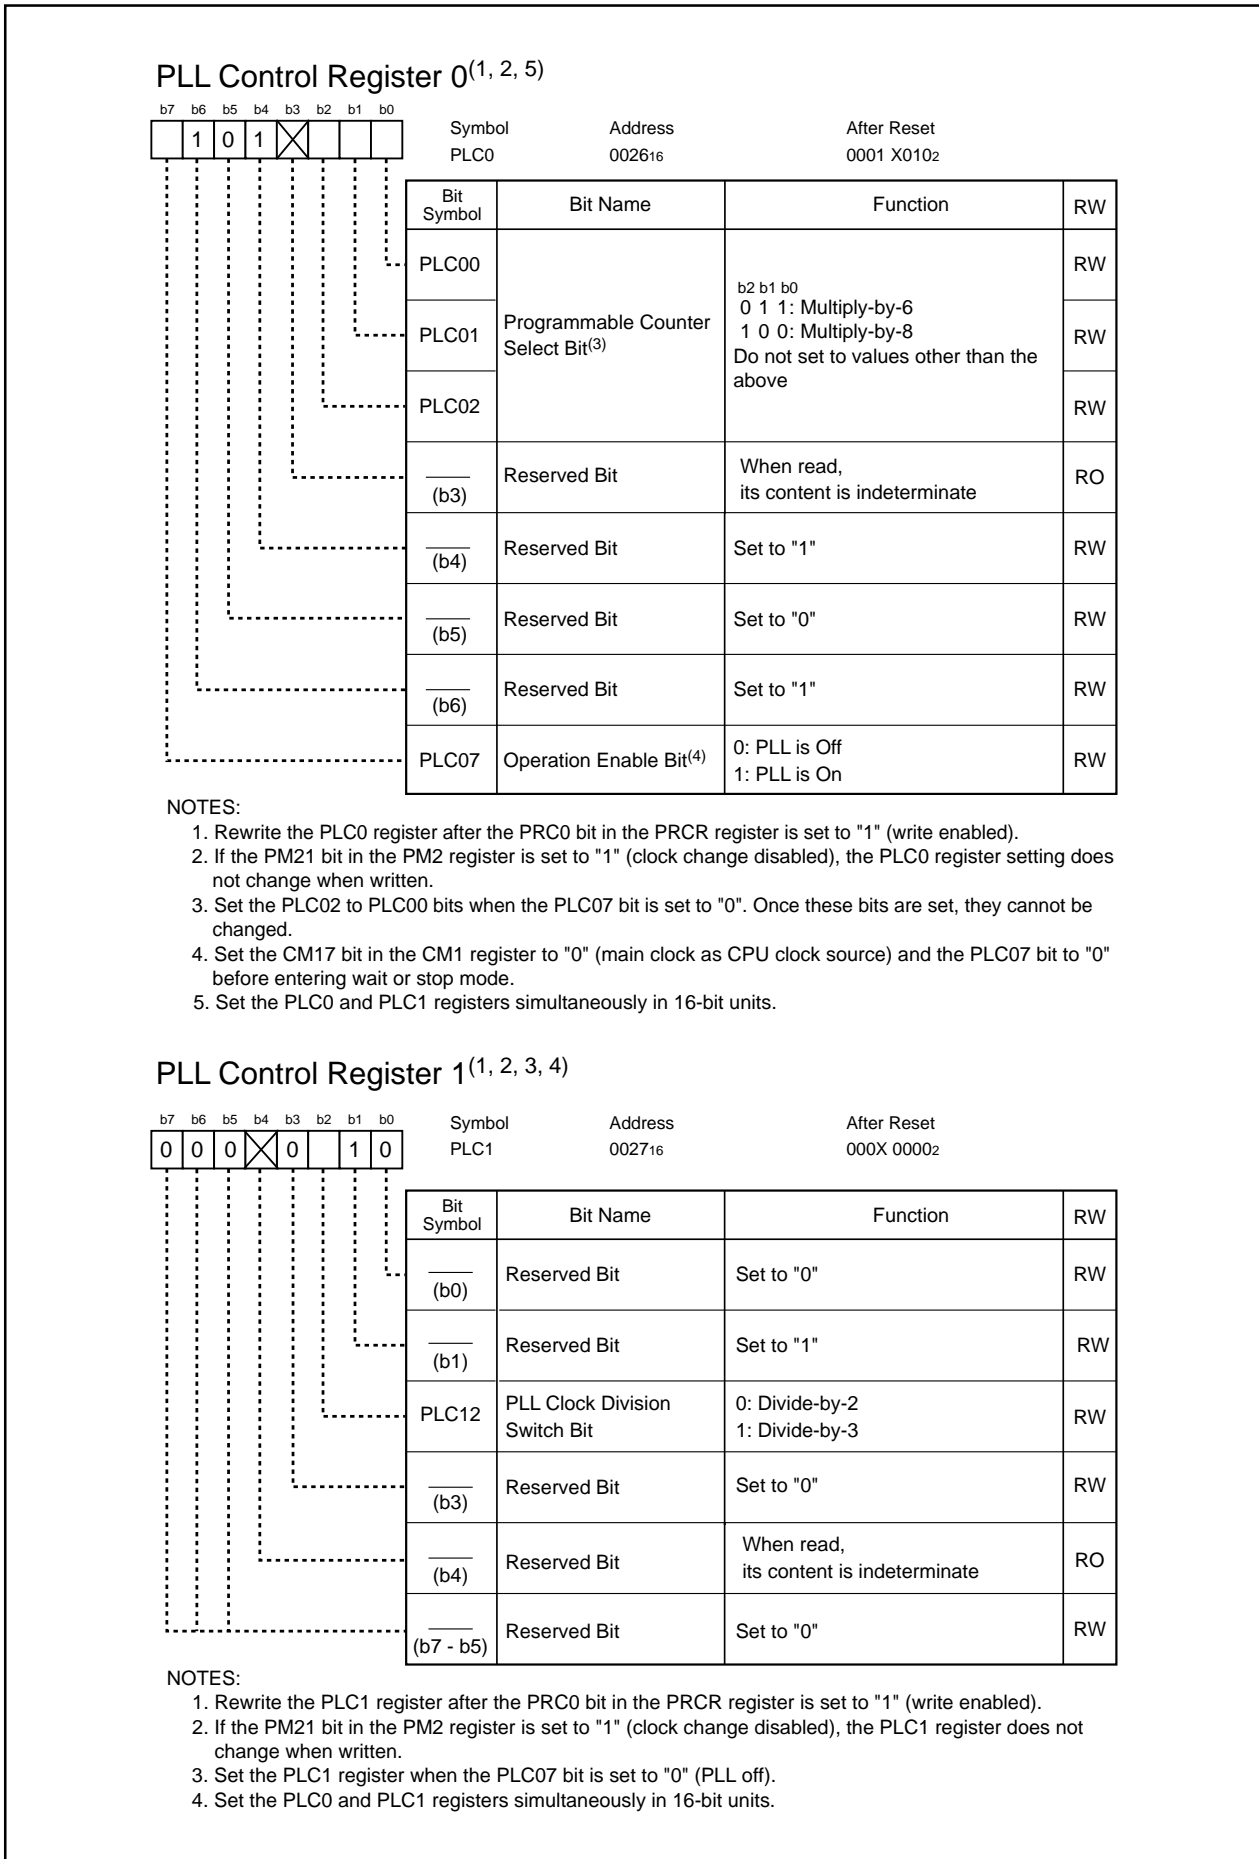 PLL Control Register 0(1, 2, 5)
b7 b6 b5 b4 b3 b2 b1 b0
1 0 1
Symbol Address After Reset
PLC0 002616 0001 X0102
Bit Symbol Bit Name Function RW
PLC00 RW
PLC01 RW
PLC02 RW
Programmable Counter
Select Bit(3)
b2 b1 b0
0 1 1: Multiply-by-6
1 0 0: Multiply-by-8
Do not set to values other than the
above
(b3) Reserved Bit When read,
its content is indeterminate RO
(b4) Reserved Bit Set to "1" RW
(b5) Reserved Bit Set to "0" RW
(b6) Reserved Bit Set to "1" RW
PLC07 Operation Enable Bit(4) 0: PLL is Off
1: PLL is On RW
NOTES:
1. Rewrite the PLC0 register after the PRC0 bit in the PRCR register is set to "1" (write enabled).
2. If the PM21 bit in the PM2 register is set to "1" (clock change disabled), the PLC0 register setting does
not change when written.
3. Set the PLC02 to PLC00 bits when the PLC07 bit is set to "0". Once these bits are set, they cannot be
changed.
4. Set the CM17 bit in the CM1 register to "0" (main clock as CPU clock source) and the PLC07 bit to "0"
before entering wait or stop mode.
5. Set the PLC0 and PLC1 registers simultaneously in 16-bit units.
PLL Control Register 1(1, 2, 3, 4)
b7 b6 b5 b4 b3 b2 b1 b0
0 0 0 0 1 0
Symbol Address After Reset
PLC1 002716 000X 00002
Bit Symbol Bit Name Function RW
(b0) Reserved Bit Set to "0" RW
(b1) Reserved Bit Set to "1" RW
PLC12 PLL Clock Division
Switch Bit 0: Divide-by-2
1: Divide-by-3 RW
(b3) Reserved Bit Set to "0" RW
(b4) Reserved Bit When read,
its content is indeterminate RO
(b7 - b5) Reserved Bit Set to "0" RW
NOTES:
1. Rewrite the PLC1 register after the PRC0 bit in the PRCR register is set to "1" (write enabled).
2. If the PM21 bit in the PM2 register is set to "1" (clock change disabled), the PLC1 register does not
change when written.
3. Set the PLC1 register when the PLC07 bit is set to "0" (PLL off).
4. Set the PLC0 and PLC1 registers simultaneously in 16-bit units.